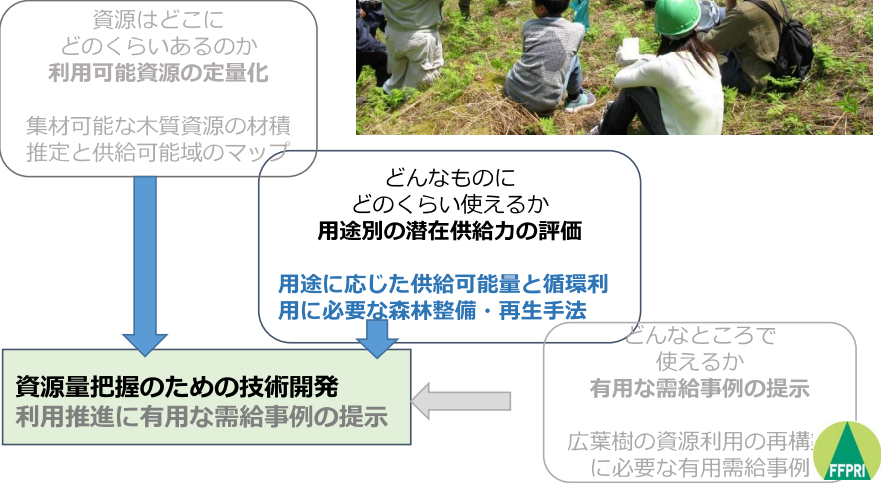 資源はどこに
どのくらいあるのか
利用可能資源の定量化
集材可能な木質資源の材積
推定と供給可能域のマップ
どんなものに
どのくらい使えるか
用途別の潜在供給力の評価
用途に応じた供給可能量と循環利
用に必要な森林整備・再生手法
資源量把握のための技術開発
利用推進に有用な需給事例の提示
どんなところで
使えるか
有用な需給事例の提示
広葉樹の資源利用の再構
に必要な有用需給事例
FFPRI